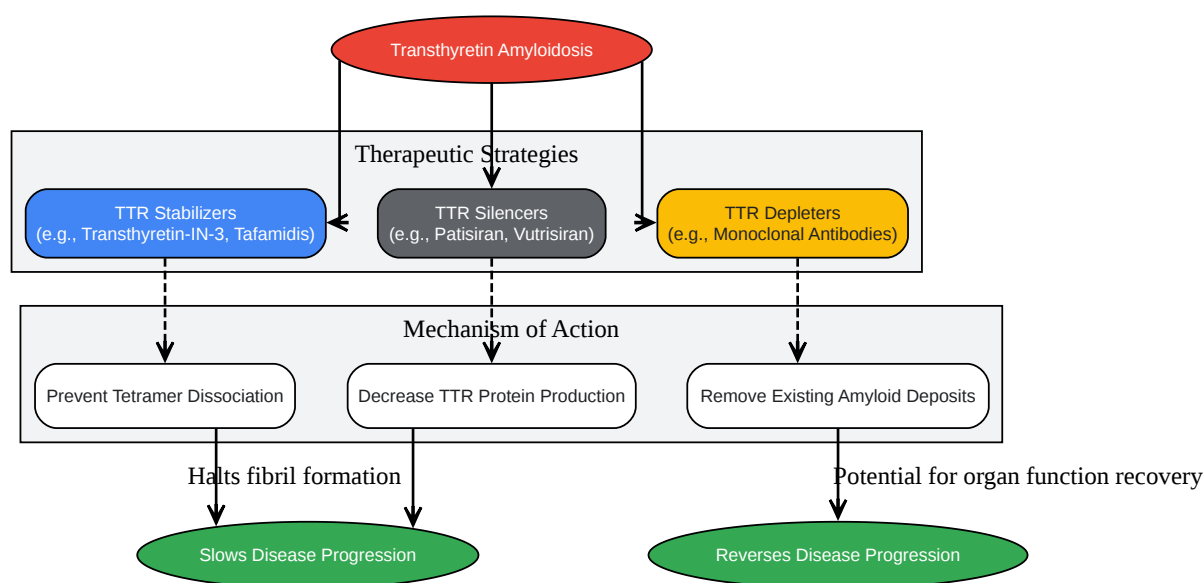 Transthyretin Amyloidosis
Therapeutic Strategies
TTR Stabilizers
(e.g., Transthyretin-IN-3, Tafamidis)
TTR Silencers
(e.g., Patisiran, Vutrisiran)
TTR Depleters
(e.g., Monoclonal Antibodies)
Mechanism of Action
Prevent Tetramer Dissociation
Decrease TTR Protein Production
Remove Existing Amyloid Deposits
Halts fibril formation
Potential for organ function recovery
Slows Disease Progression
Reverses Disease Progression